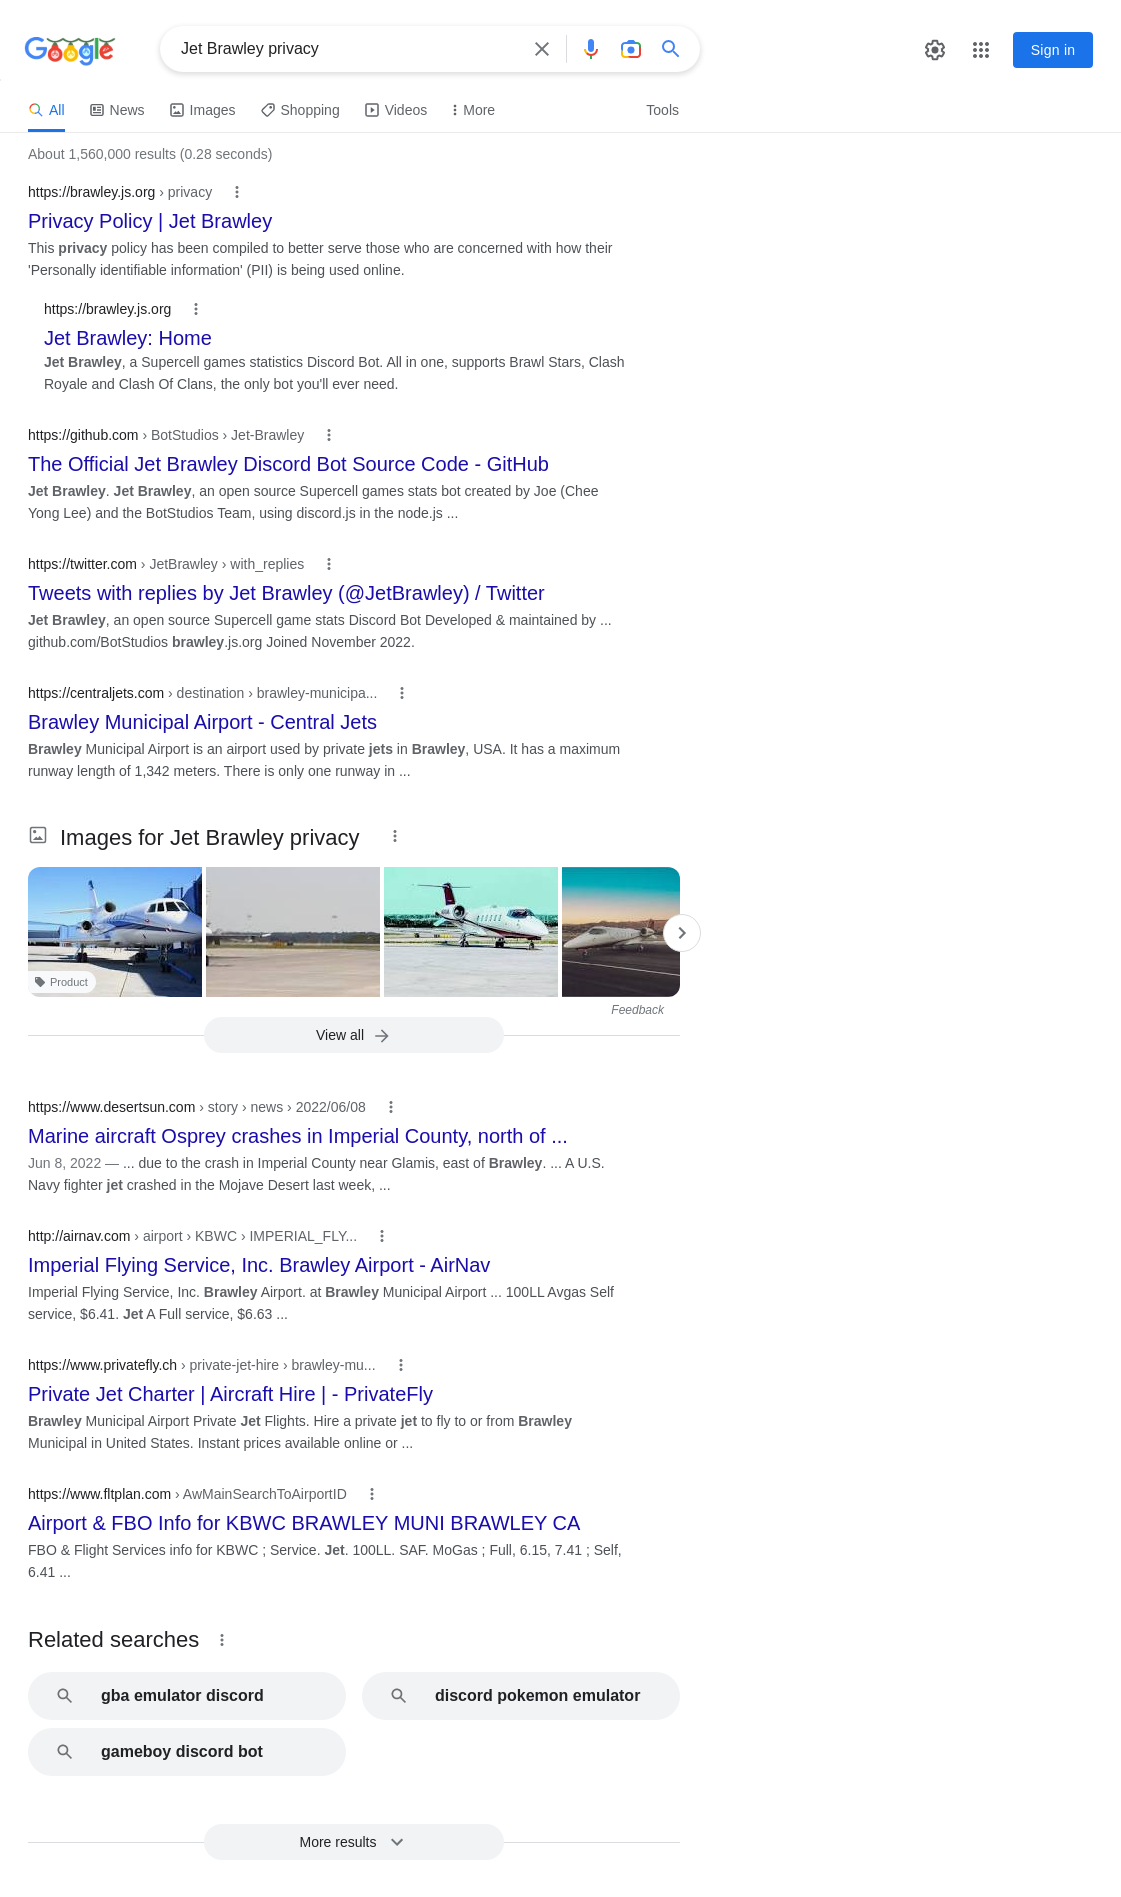 Google
Jet Brawley privacy
Sign in
All
News
Images
Shopping
Videos
More
Tools
About 1,560,000 results (0.28 seconds)
https://brawley.js.org › privacy
Privacy Policy | Jet Brawley
This privacy policy has been compiled to better serve those who are concerned with how their
'Personally identifiable information' (PII) is being used online.
https://brawley.js.org
Jet Brawley: Home
Jet Brawley, a Supercell games statistics Discord Bot. All in one, supports Brawl Stars, Clash
Royale and Clash Of Clans, the only bot you'll ever need.
https://github.com › BotStudios › Jet-Brawley
The Official Jet Brawley Discord Bot Source Code - GitHub
Jet Brawley. Jet Brawley, an open source Supercell games stats bot created by Joe (Chee
Yong Lee) and the BotStudios Team, using discord.js in the node.js ...
https://twitter.com › JetBrawley › with_replies
Tweets with replies by Jet Brawley (@JetBrawley) / Twitter
Jet Brawley, an open source Supercell game stats Discord Bot Developed & maintained by ...
github.com/BotStudios brawley.js.org Joined November 2022.
https://centraljets.com › destination › brawley-municipa...
Brawley Municipal Airport - Central Jets
Brawley Municipal Airport is an airport used by private jets in Brawley, USA. It has a maximum
runway length of 1,342 meters. There is only one runway in ...
Images for Jet Brawley privacy
Product
Feedback
View all
https://www.desertsun.com › story › news › 2022/06/08
Marine aircraft Osprey crashes in Imperial County, north of ...
Jun 8, 2022 — ... due to the crash in Imperial County near Glamis, east of Brawley. ... A U.S.
Navy fighter jet crashed in the Mojave Desert last week, ...
http://airnav.com › airport › KBWC › IMPERIAL_FLY...
Imperial Flying Service, Inc. Brawley Airport - AirNav
Imperial Flying Service, Inc. Brawley Airport. at Brawley Municipal Airport ... 100LL Avgas Self
service, $6.41. Jet A Full service, $6.63 ...
https://www.privatefly.ch › private-jet-hire › brawley-mu...
Private Jet Charter | Aircraft Hire | - PrivateFly
Brawley Municipal Airport Private Jet Flights. Hire a private jet to fly to or from Brawley
Municipal in United States. Instant prices available online or ...
https://www.fltplan.com › AwMainSearchToAirportID
Airport & FBO Info for KBWC BRAWLEY MUNI BRAWLEY CA
FBO & Flight Services info for KBWC ; Service. Jet. 100LL. SAF. MoGas ; Full, 6.15, 7.41 ; Self,
6.41 ...
Related searches
gba emulator discord
discord pokemon emulator
gameboy discord bot
More results